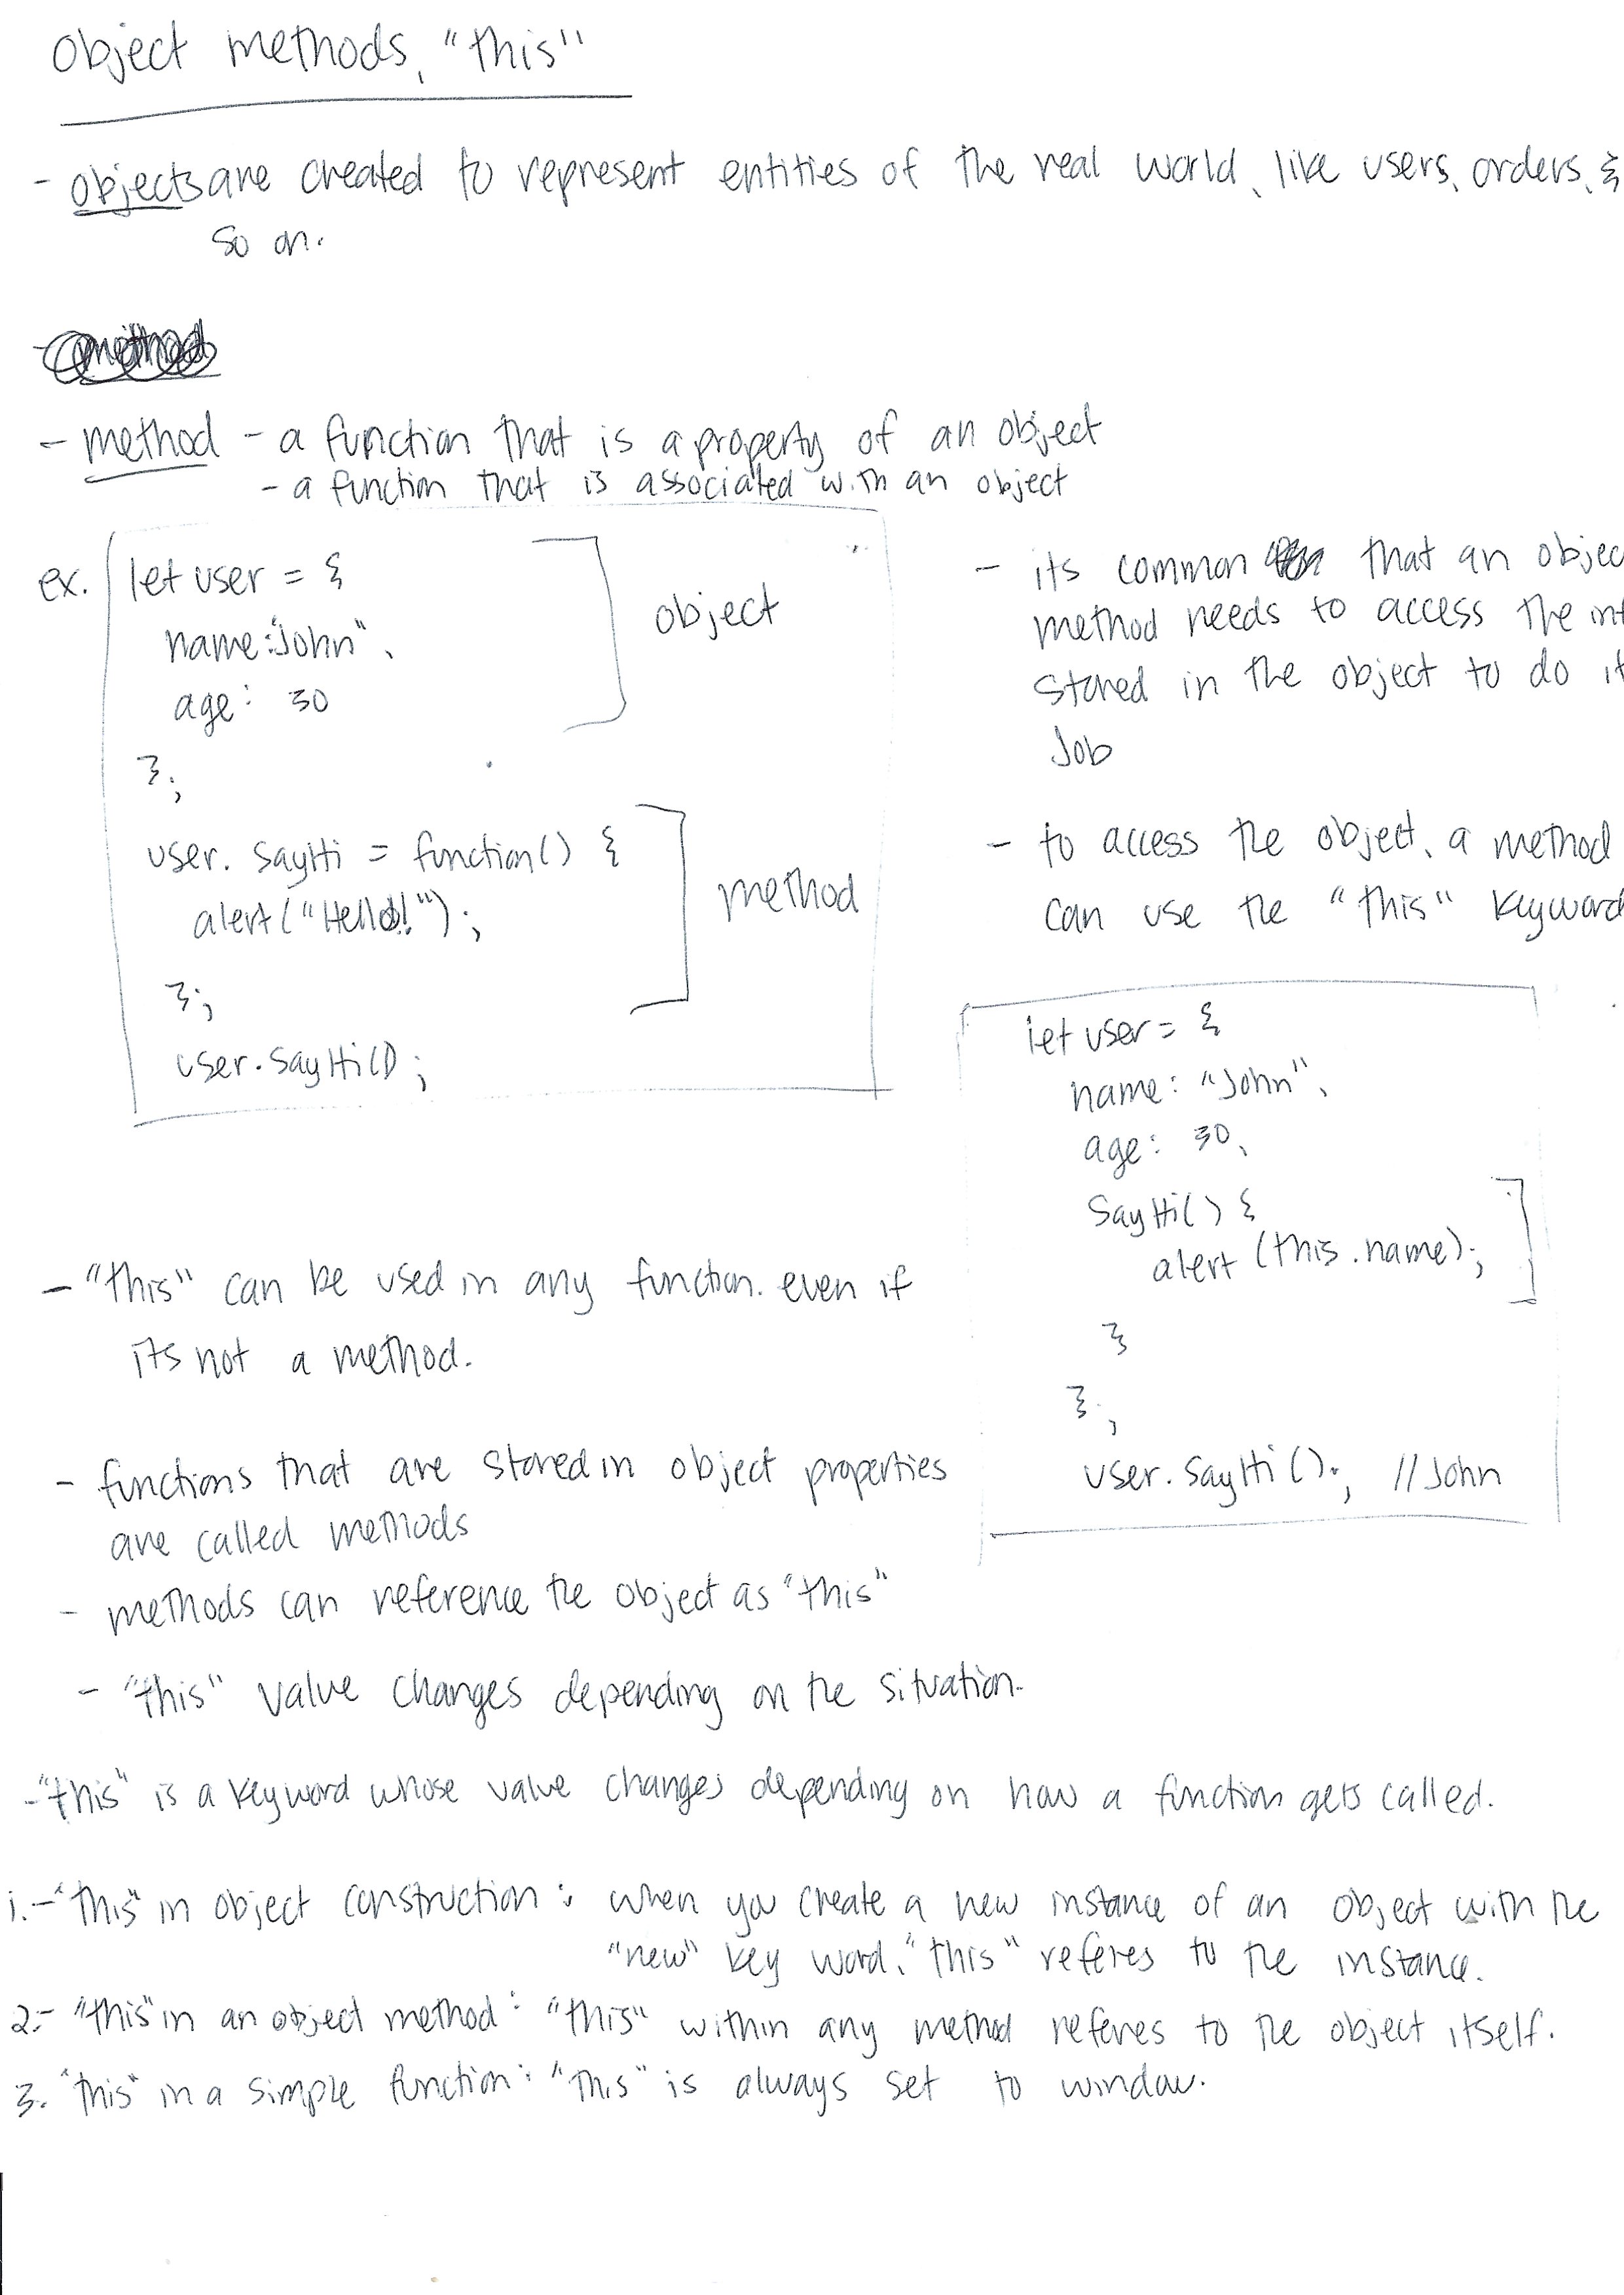 Object methods, "this"
- objects are created to represent entities of the real world, like users, orders, &
so on.
- method
- method - a function that is a property of an object
- a function that is associated with an object
ex. let user = {
name: "John",
age: 30
};
object
user. sayHi = function() {
alert("Hello!");
};
method
user.sayHi();
- its common that an objec
method needs to access the inf
stored in the object to do it
Job
- to access the object, a method
can use the "this" keyword
let user = {
name: "John",
age: 30,
SayHi() {
alert (this.name);
}
};
user. sayHi(); //John
- "this" can be used in any function. even if
its not a method.
- functions that are stored in object properties
are called methods
- methods can reference the object as "this"
- "this" value changes depending on the situation.
- "this" is a keyword whose value changes depending on how a function gets called.
1. - "this" in object construction: when you create a new instance of an object with the
"new" key word, "this" referes to the instance.
2. - "this" in an object method: "this" within any method referes to the object itself.
3. "this" in a simple function: "this" is always set to window.